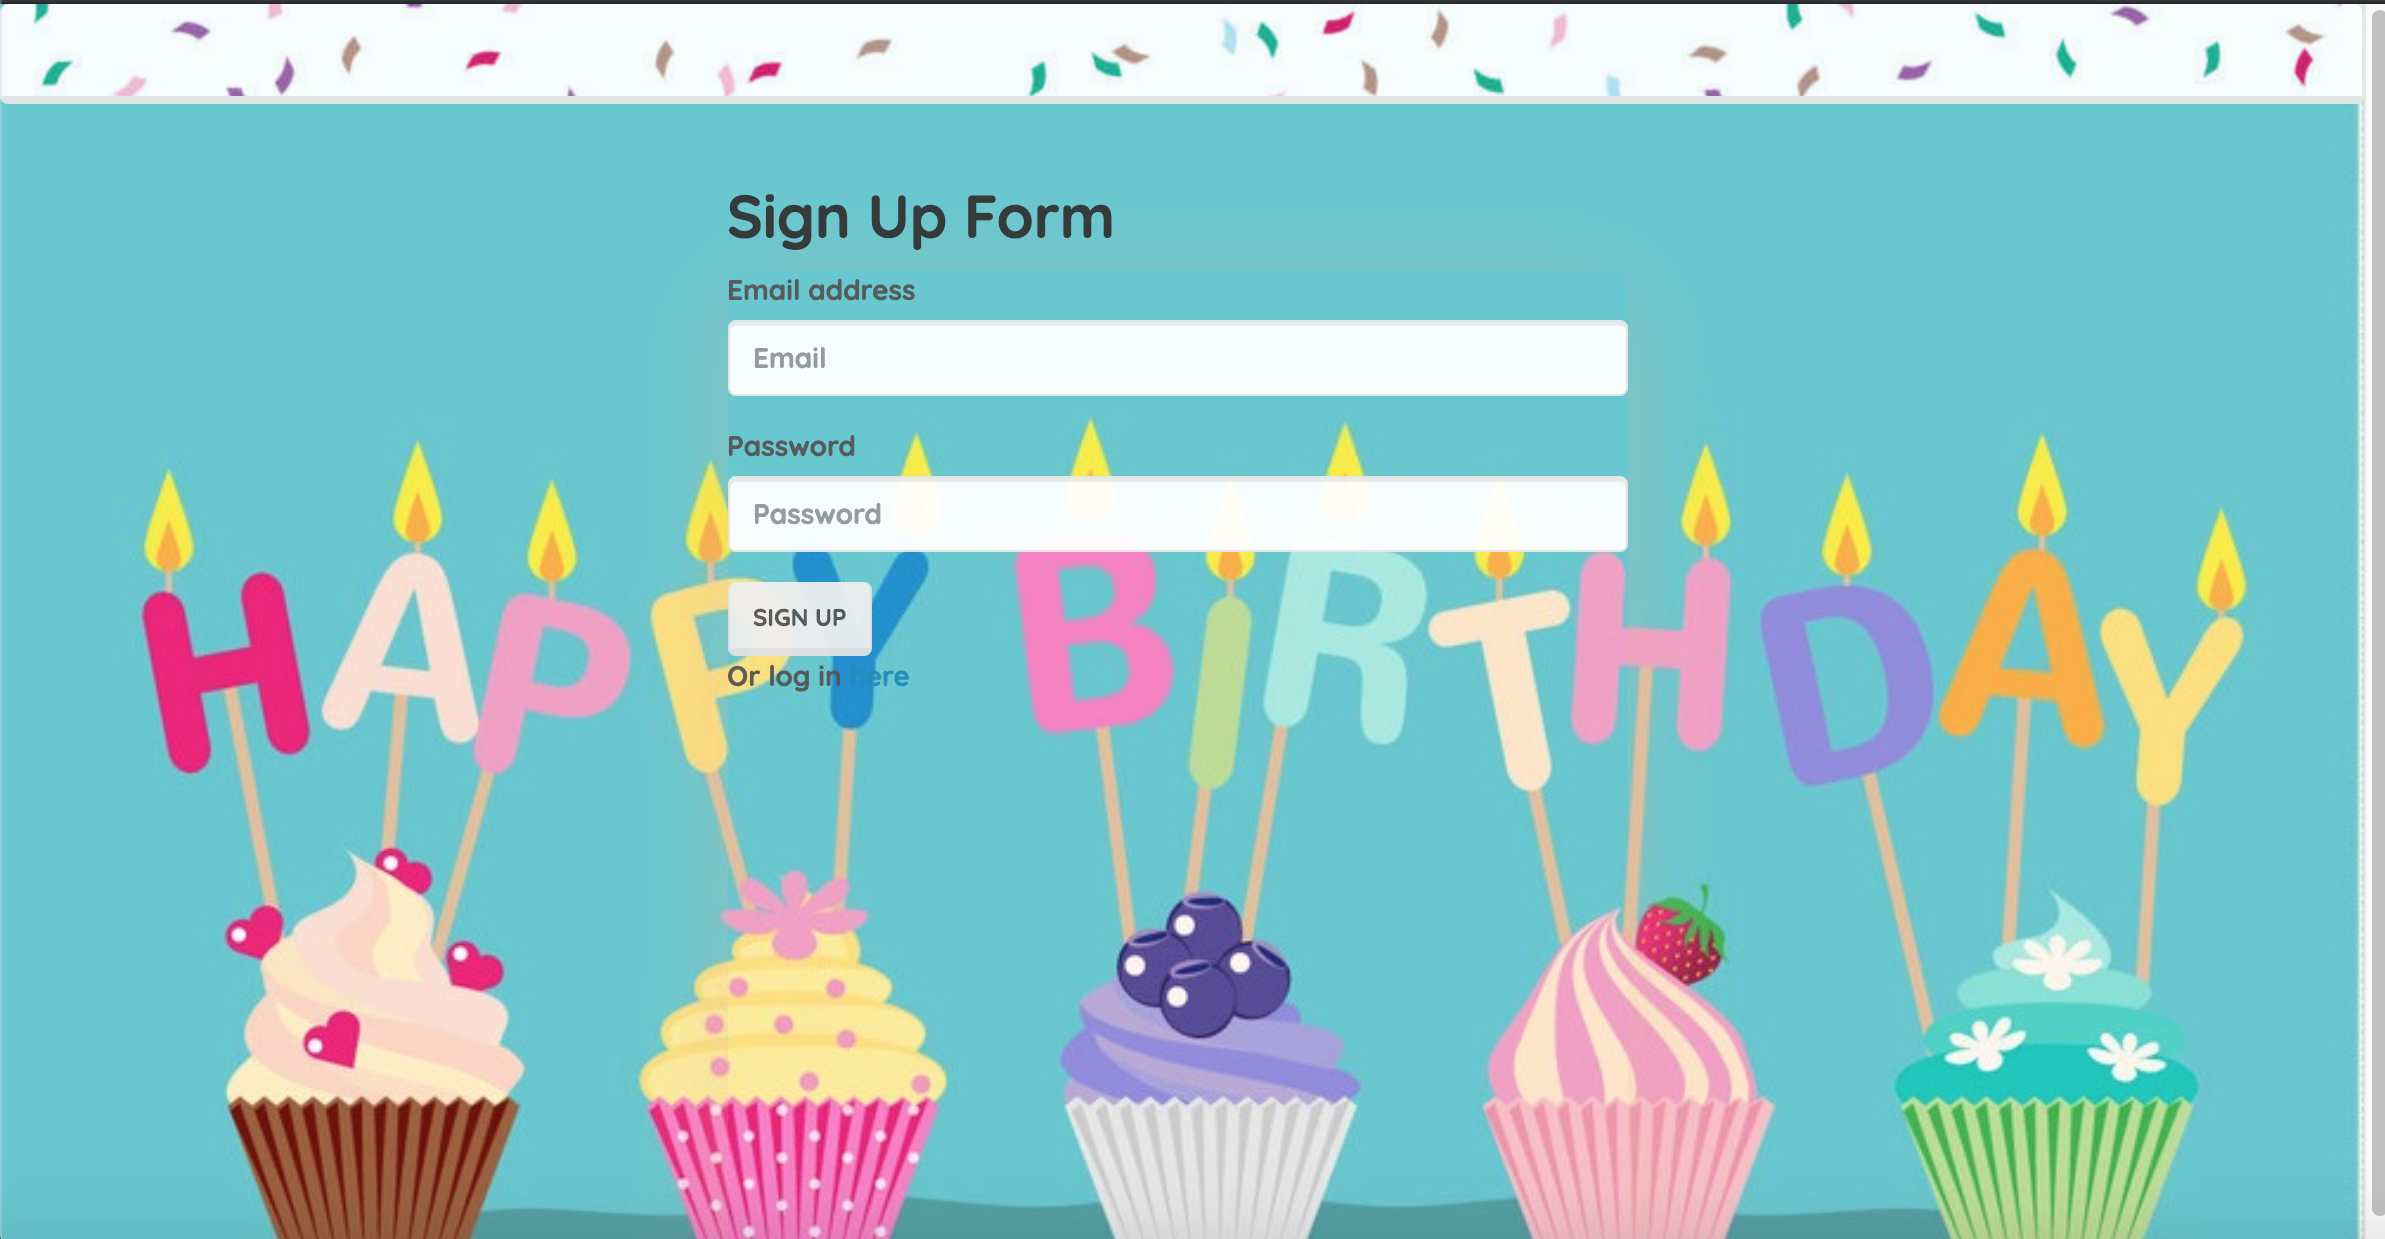 Sign Up Form
Email address
Email
Password
Password
HAPPY BIRTHDAY
SIGN UP
Or log in here